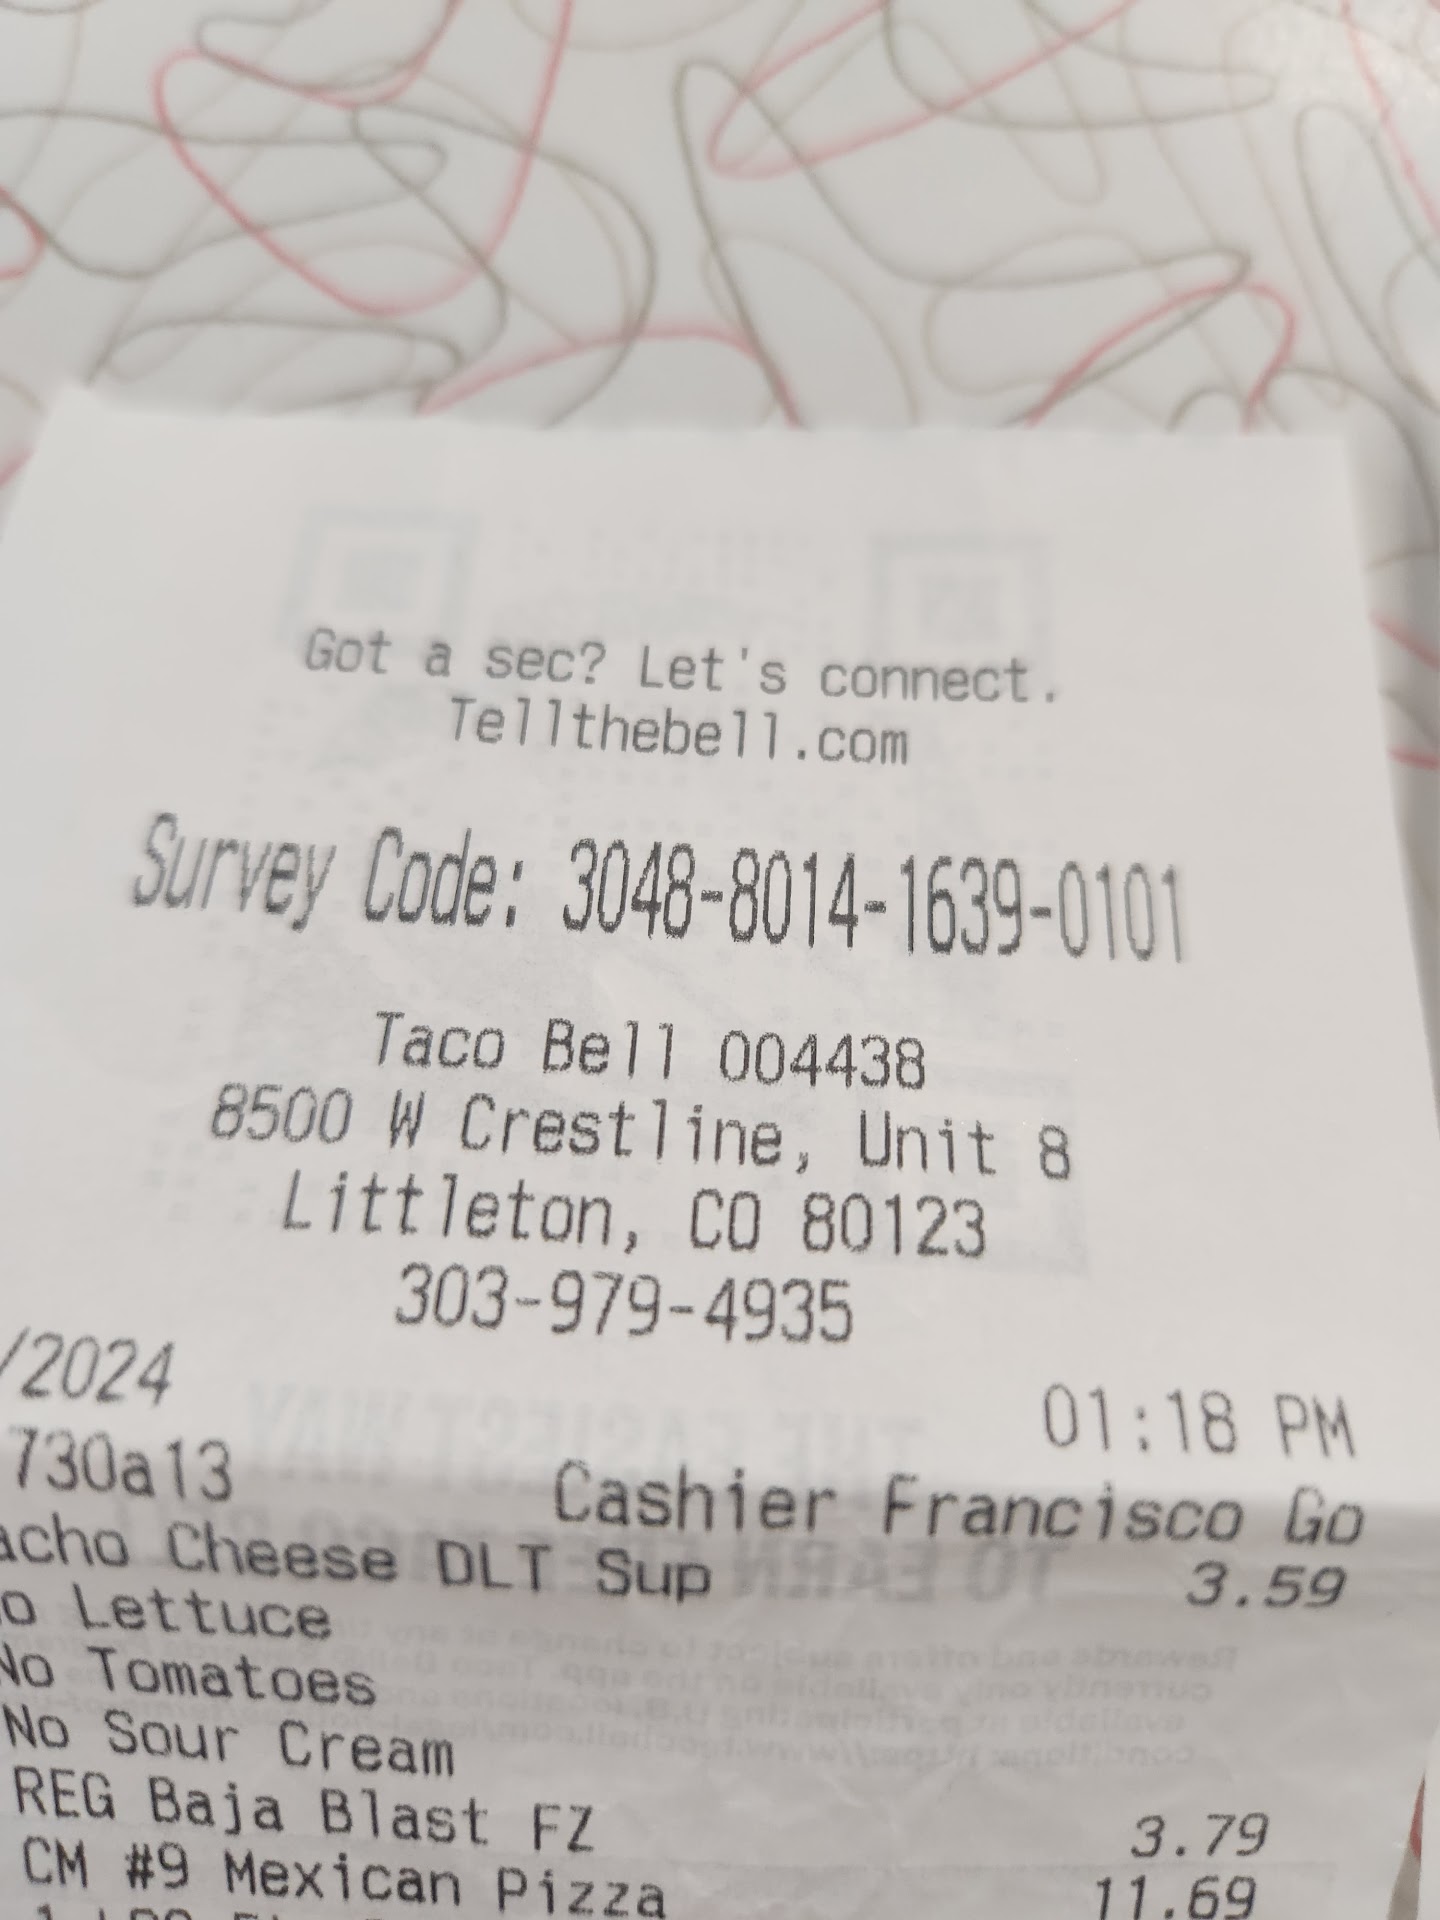 Got a sec? Let's connect.
Tellthebell.com
Survey Code: 3048-8014-1639-0101
Taco Bell 004438
8500 W Crestline, Unit 8
Littleton, CO 80123
303-979-4935
/2024 01:18 PM
730a13 Cashier Francisco Go
acho Cheese DLT Sup 3.59
o Lettuce
No Tomatoes
No Sour Cream
REG Baja Blast FZ 3.79
CM #9 Mexican Pizza 11.69